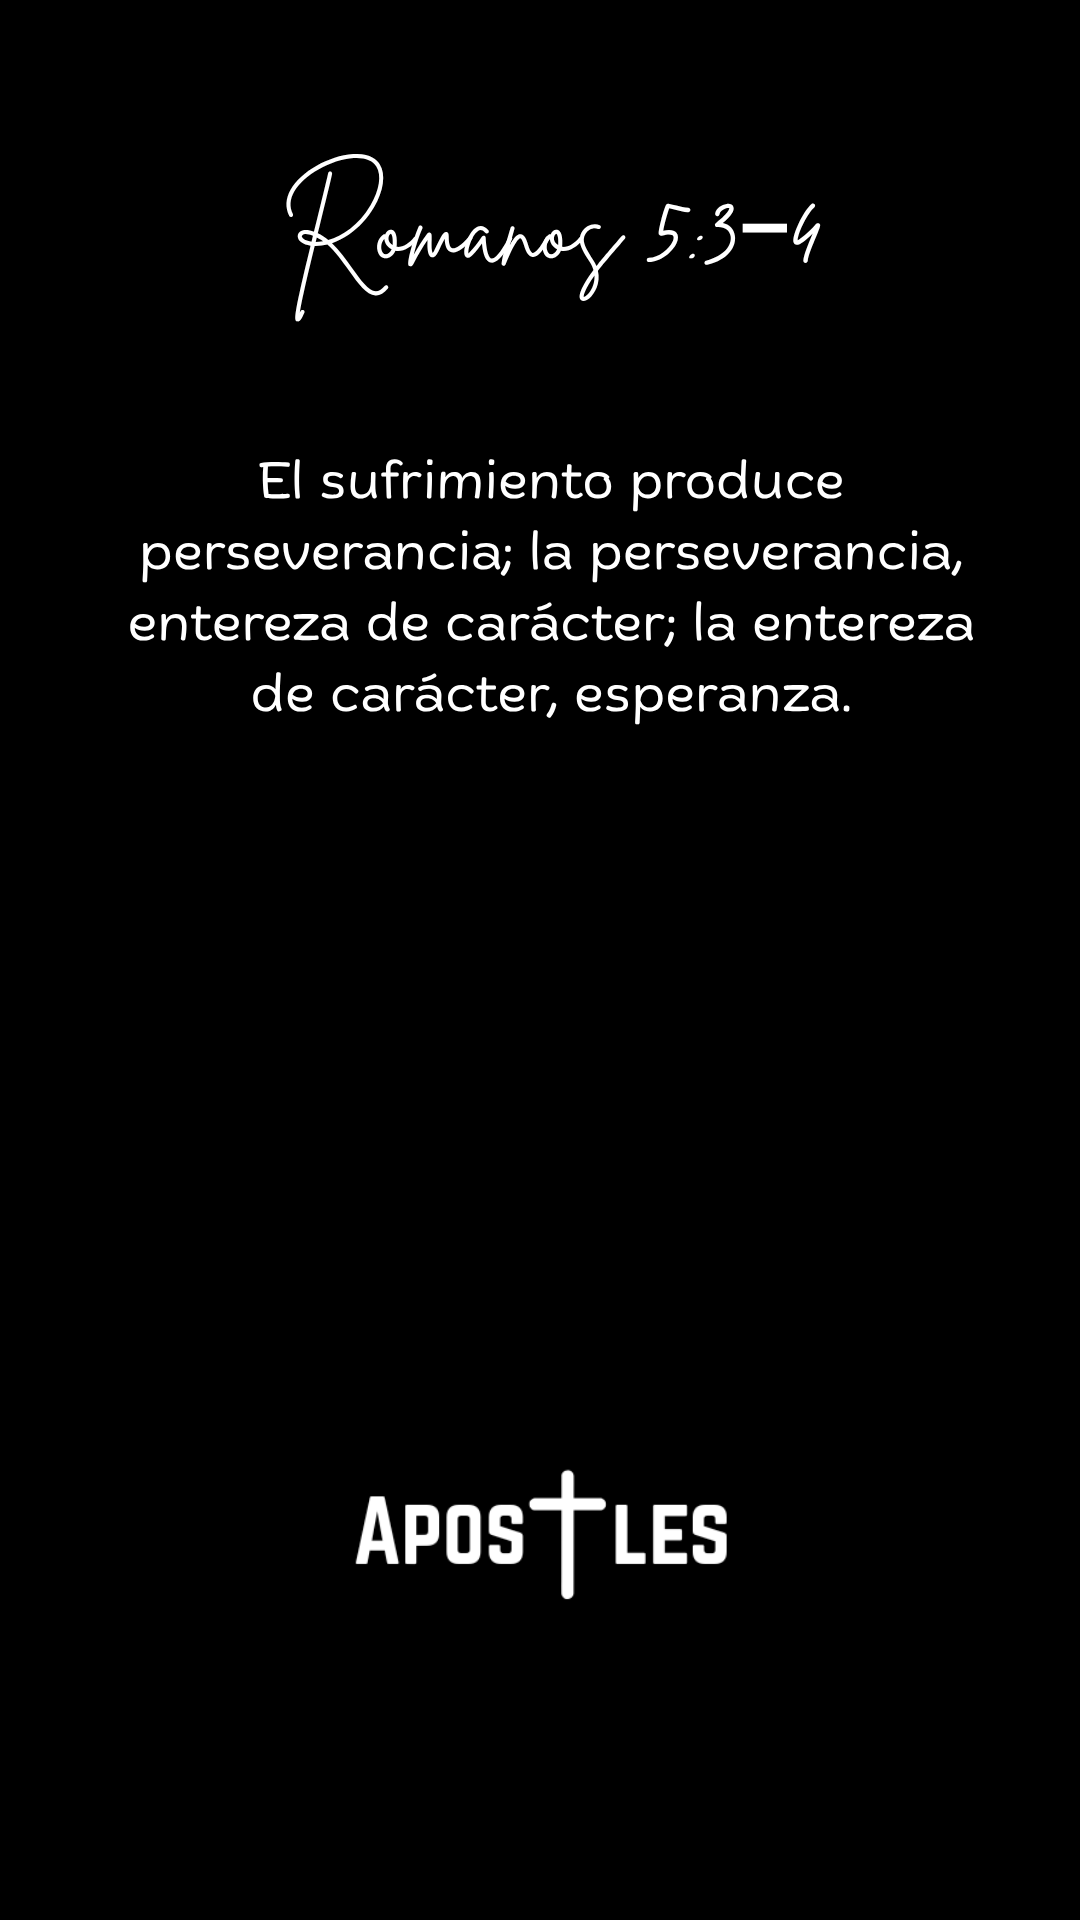 Romanos 5:3–4
El sufrimiento produce
perseverancia; la perseverancia,
entereza de carácter; la entereza
de carácter, esperanza.
APOSTLES